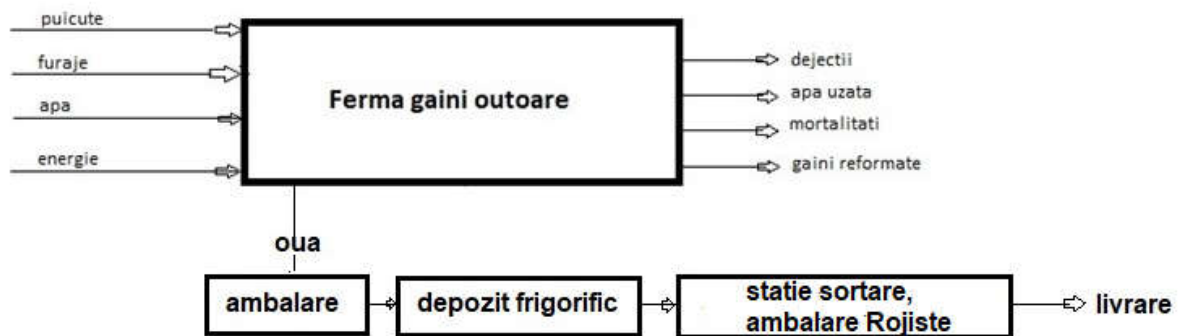 puicute
furaje
apa
energie
Ferma gaini outoare
dejectii
apa uzata
mortalitati
gaini reformate
oua
ambalare
depozit frigorific
statie sortare,
ambalare Rojiste
livrare